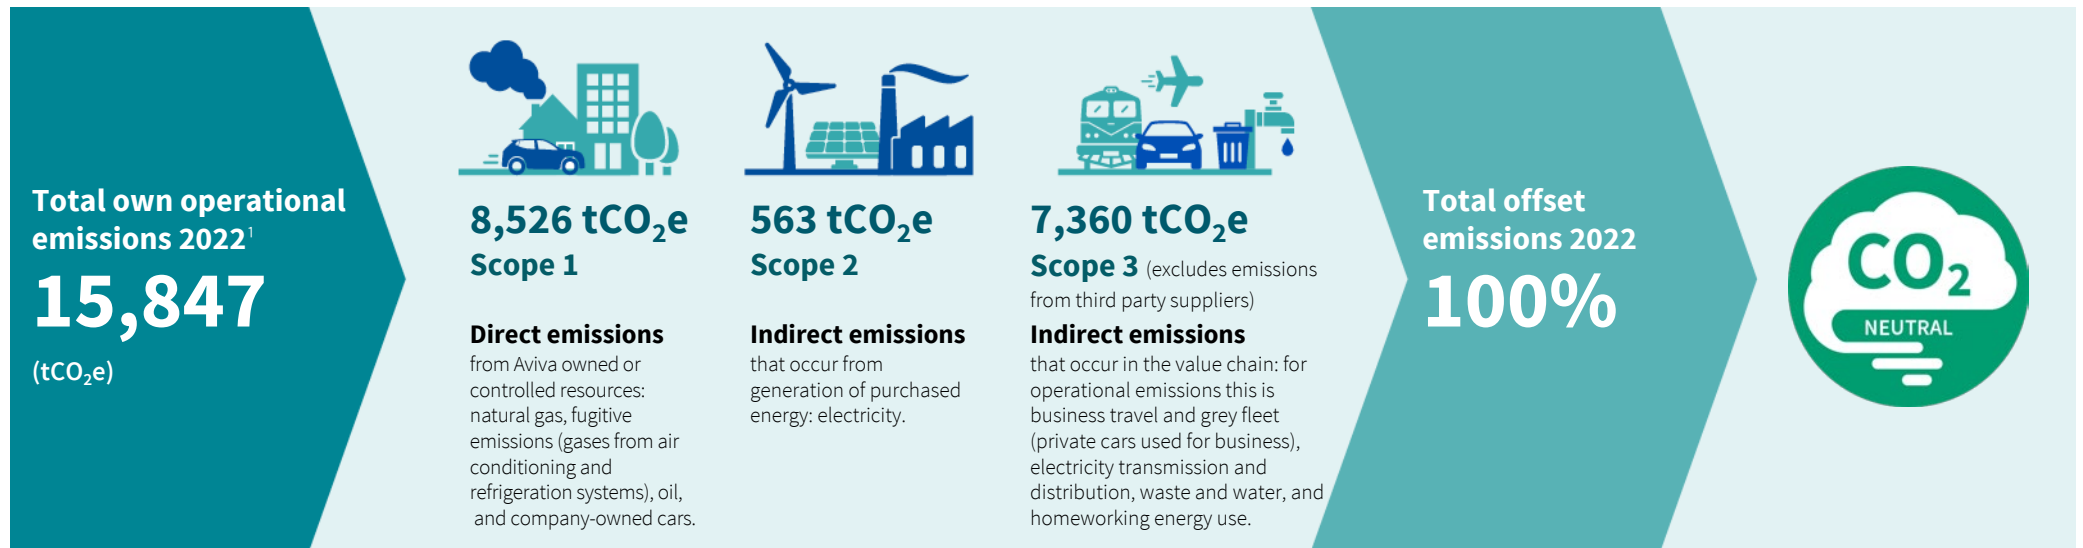 Total own operational
emissions 2022¹
15,847
(tCO₂e)
8,526 tCO₂e
Scope 1
Direct emissions
from Aviva owned or
controlled resources:
natural gas, fugitive
emissions (gases from air
conditioning and
refrigeration systems), oil,
and company-owned cars.
563 tCO₂e
Scope 2
Indirect emissions
that occur from
generation of purchased
energy: electricity.
7,360 tCO₂e
Scope 3 (excludes emissions
from third party suppliers)
Indirect emissions
that occur in the value chain: for
operational emissions this is
business travel and grey fleet
(private cars used for business),
electricity transmission and
distribution, waste and water, and
homeworking energy use.
Total offset
emissions 2022
100%
CO₂
NEUTRAL